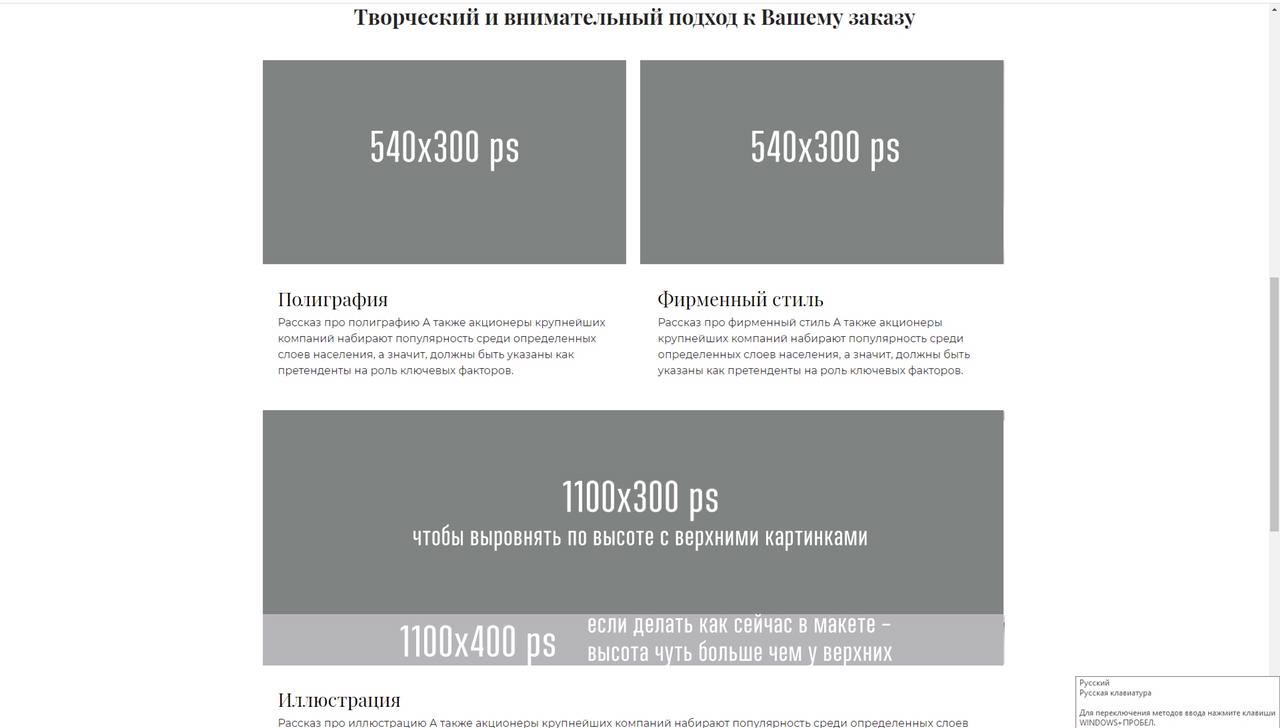 Творческий и внимательный подход к Вашему заказу
540x300 ps
540x300 ps
Полиграфия
Рассказ про полиграфию А также акционеры крупнейших
компаний набирают популярность среди определенных
слоев населения, а значит, должны быть указаны как
претенденты на роль ключевых факторов.
Фирменный стиль
Рассказ про фирменный стиль А также акционеры
крупнейших компаний набирают популярность среди
определенных слоев населения, а значит, должны быть
указаны как претенденты на роль ключевых факторов.
1100x300 ps
чтобы выровнять по высоте с верхними картинками
1100x400 ps
если делать как сейчас в макете –
высота чуть больше чем у верхних
Иллюстрация
Рассказ про иллюстрацию А также акционеры крупнейших компаний набирают популярность среди определенных слоев
Русский
Русская клавиатура
Для переключения методов ввода нажмите клавиши
WINDOWS+ПРОБЕЛ.